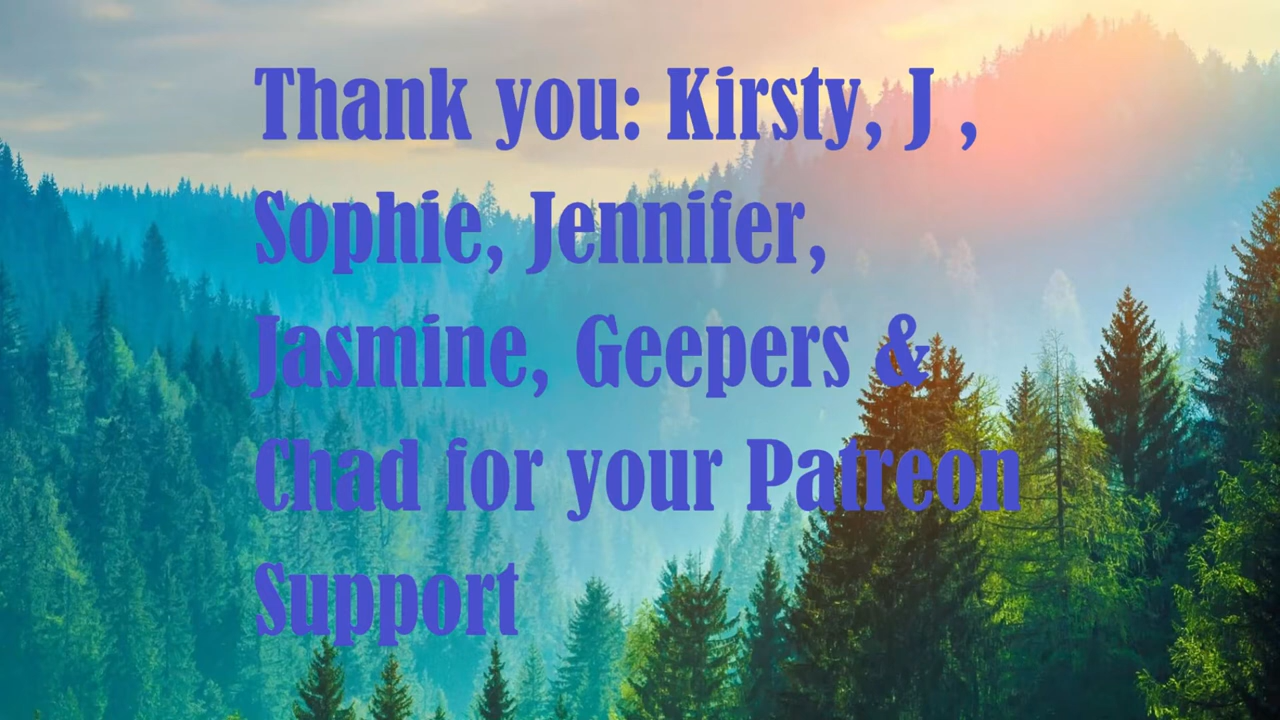 Thank you: Kirsty, J ,
Sophie, Jennifer,
Jasmine, Geepers &
Chad for your Patreon
Support